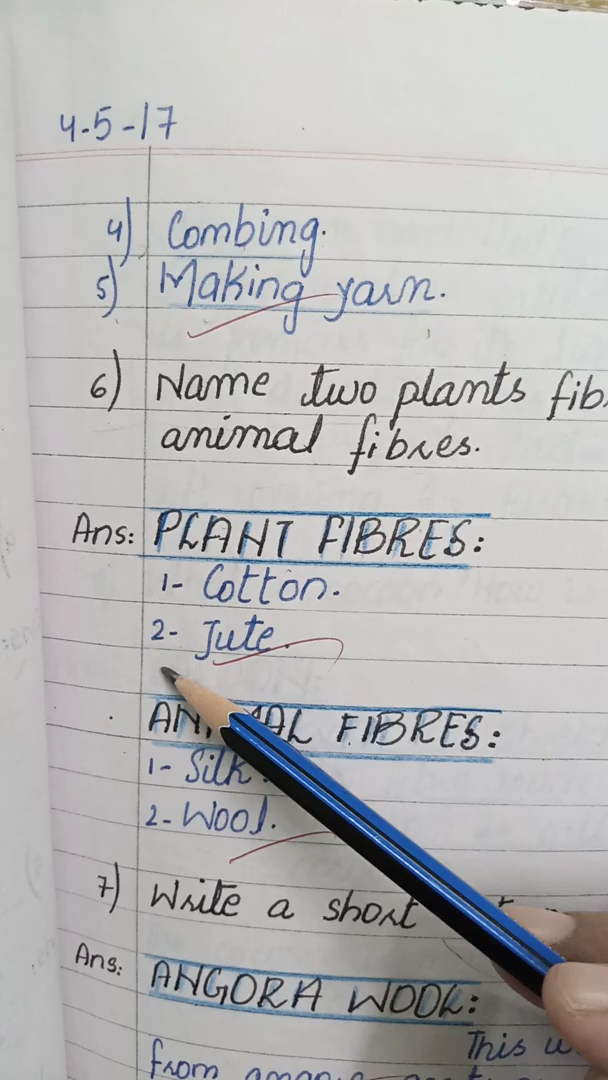 4-5-17
4) Combing.
5) Making yarn.
6) Name two plants
animal fibres.
Ans: PLANT FIBRES:
1- Cotton.
2- Jute.
ANIMAL FIBRES:
1- Silk.
2- Wool.
7) Write a short
Ans: ANGORA WOOL:
This
from